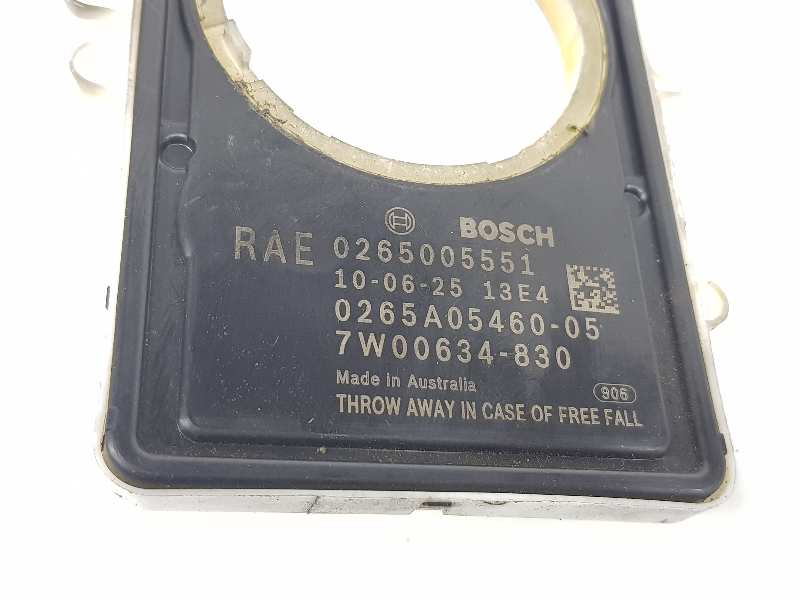 BOSCH
RAE 0265005551
10-06-25 13E4
0265A05460-05
7W00634-830
Made in Australia
906
THROW AWAY IN CASE OF FREE FALL